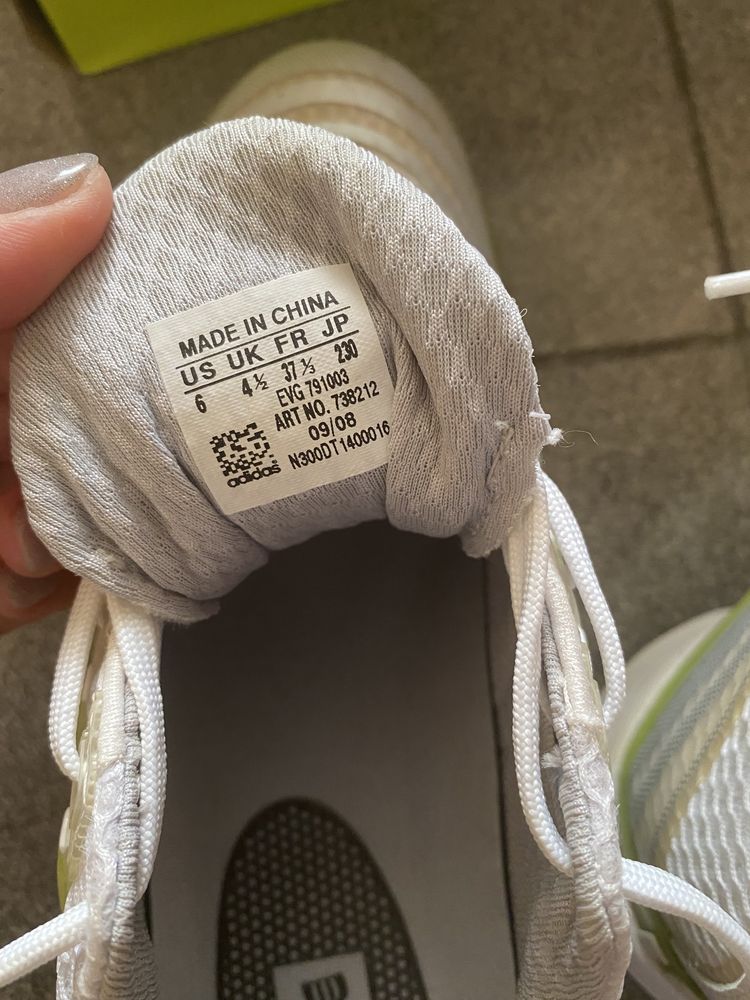 MADE IN CHINA
US UK FR JP
6 4½ 37⅓ 230
EVG 791003
ART NO. 738212
09/08
N300DT1400016
adidas